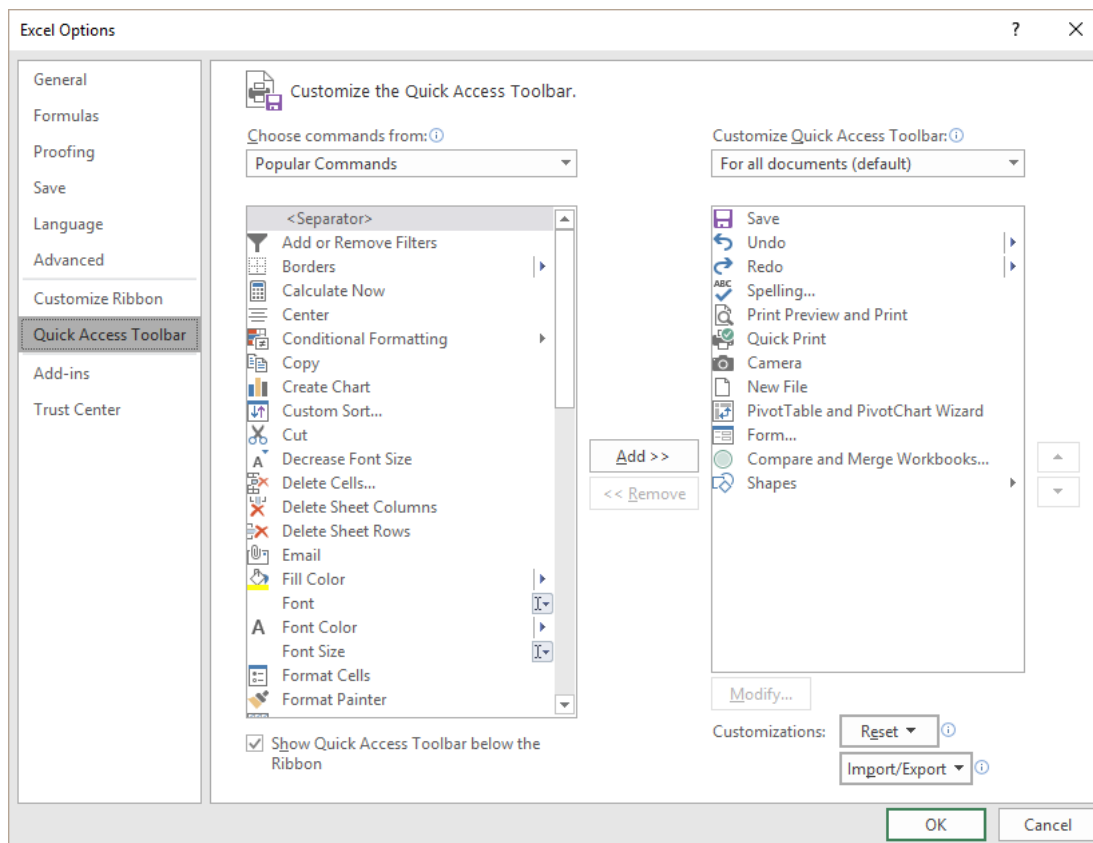 Excel Options
?
General
Formulas
Proofing
Save
Language
Advanced
Customize Ribbon
Quick Access Toolbar
Add-ins
Trust Center
Customize the Quick Access Toolbar.
Choose commands from:
Popular Commands
<Separator>
Add or Remove Filters
Borders
Calculate Now
Center
Conditional Formatting
Copy
Create Chart
Custom Sort...
Cut
Decrease Font Size
Delete Cells...
Delete Sheet Columns
Delete Sheet Rows
Email
Fill Color
Font
Font Color
Font Size
Format Cells
Format Painter
Show Quick Access Toolbar below the
Ribbon
Add >>
<< Remove
Customize Quick Access Toolbar:
For all documents (default)
Save
Undo
Redo
ABC Spelling...
Print Preview and Print
Quick Print
Camera
New File
PivotTable and PivotChart Wizard
Form...
Compare and Merge Workbooks...
Shapes
Modify...
Customizations: Reset
Import/Export
OK Cancel